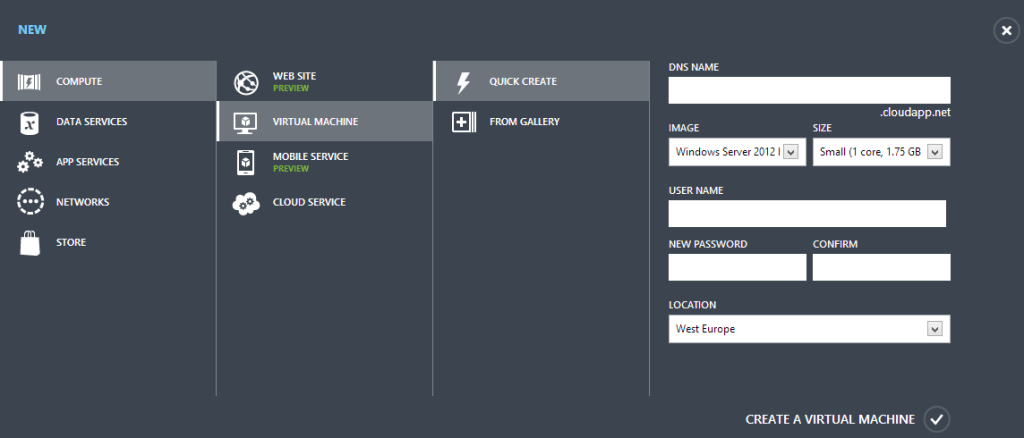 NEW
COMPUTE
DATA SERVICES
APP SERVICES
NETWORKS
STORE
WEB SITE
PREVIEW
VIRTUAL MACHINE
MOBILE SERVICE
PREVIEW
CLOUD SERVICE
QUICK CREATE
FROM GALLERY
DNS NAME
.cloudapp.net
IMAGE
SIZE
Windows Server 2012
Small (1 core, 1.75 GB
USER NAME
NEW PASSWORD
CONFIRM
LOCATION
West Europe
CREATE A VIRTUAL MACHINE